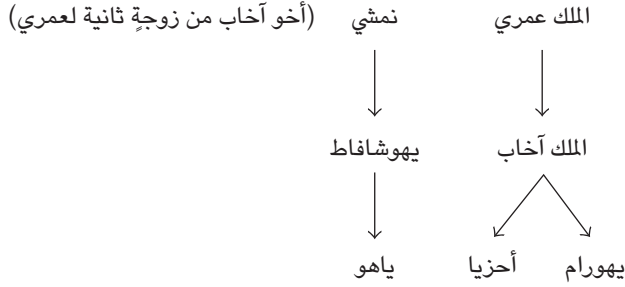 الملك عمري نمشي (أخو آخاب من زوجةٍ ثانية لعمري)
الملك آخاب يهوشافاط
يهورام أحزيا ياهو